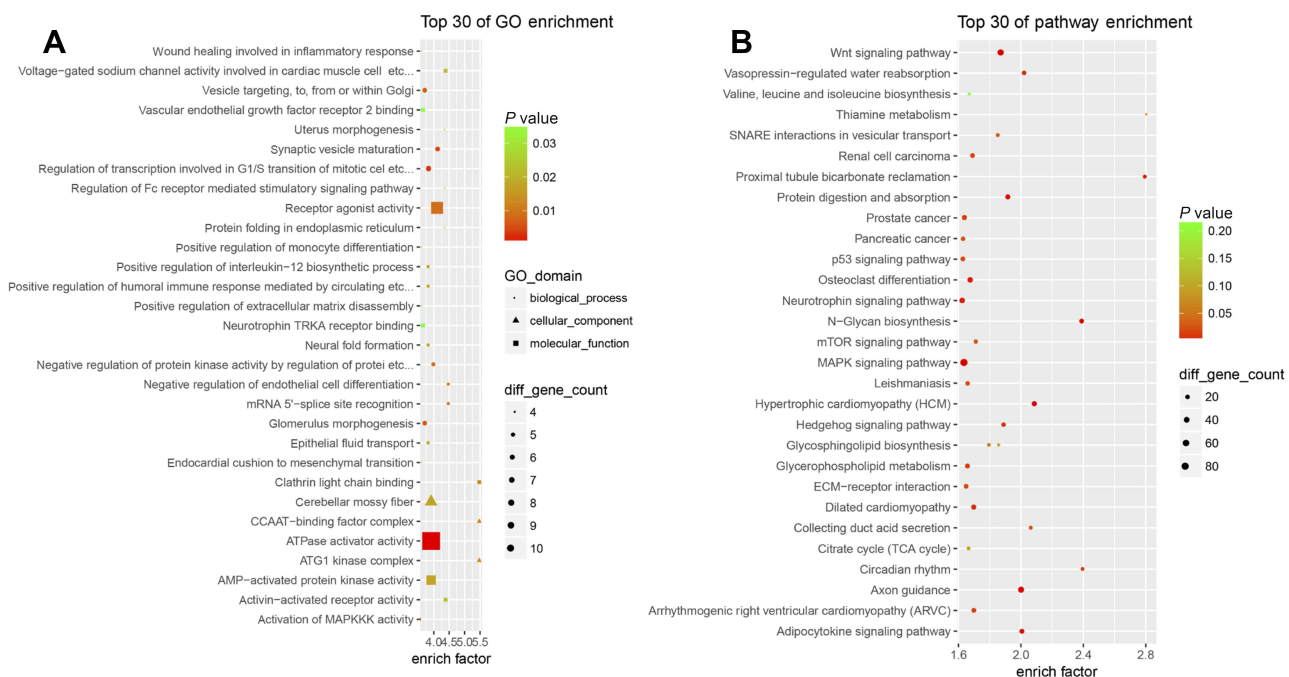 A
Top 30 of GO enrichment
Wound healing involved in inflammatory response
Voltage-gated sodium channel activity involved in cardiac muscle cell etc...
Vesicle targeting, to, from or within Golgi
Vascular endothelial growth factor receptor 2 binding
Uterus morphogenesis
Synaptic vesicle maturation
Regulation of transcription involved in G1/S transition of mitotic cel etc...
Regulation of Fc receptor mediated stimulatory signaling pathway
Receptor agonist activity
Protein folding in endoplasmic reticulum
Positive regulation of monocyte differentiation
Positive regulation of interleukin-12 biosynthetic process
Positive regulation of humoral immune response mediated by circulating etc...
Positive regulation of extracellular matrix disassembly
Neurotrophin TRKA receptor binding
Neural fold formation
Negative regulation of protein kinase activity by regulation of protei etc...
Negative regulation of endothelial cell differentiation
mRNA 5'-splice site recognition
Glomerulus morphogenesis
Epithelial fluid transport
Endocardial cushion to mesenchymal transition
Clathrin light chain binding
Cerebellar mossy fiber
CCAAT-binding factor complex
ATPase activator activity
ATG1 kinase complex
AMP-activated protein kinase activity
Activin-activated receptor activity
Activation of MAPKKK activity
4.04.55.05.5
enrich factor
P value
0.03
0.02
0.01
GO_domain
biological_process
cellular_component
molecular_function
diff_gene_count
4
5
6
7
8
9
10
B
Top 30 of pathway enrichment
Wnt signaling pathway
Vasopressin-regulated water reabsorption
Valine, leucine and isoleucine biosynthesis
Thiamine metabolism
SNARE interactions in vesicular transport
Renal cell carcinoma
Proximal tubule bicarbonate reclamation
Protein digestion and absorption
Prostate cancer
Pancreatic cancer
p53 signaling pathway
Osteoclast differentiation
Neurotrophin signaling pathway
N-Glycan biosynthesis
mTOR signaling pathway
MAPK signaling pathway
Leishmaniasis
Hypertrophic cardiomyopathy (HCM)
Hedgehog signaling pathway
Glycosphingolipid biosynthesis
Glycerophospholipid metabolism
ECM-receptor interaction
Dilated cardiomyopathy
Collecting duct acid secretion
Citrate cycle (TCA cycle)
Circadian rhythm
Axon guidance
Arrhythmogenic right ventricular cardiomyopathy (ARVC)
Adipocytokine signaling pathway
1.6 2.0 2.4 2.8
enrich factor
P value
0.20
0.15
0.10
0.05
diff_gene_count
20
40
60
80